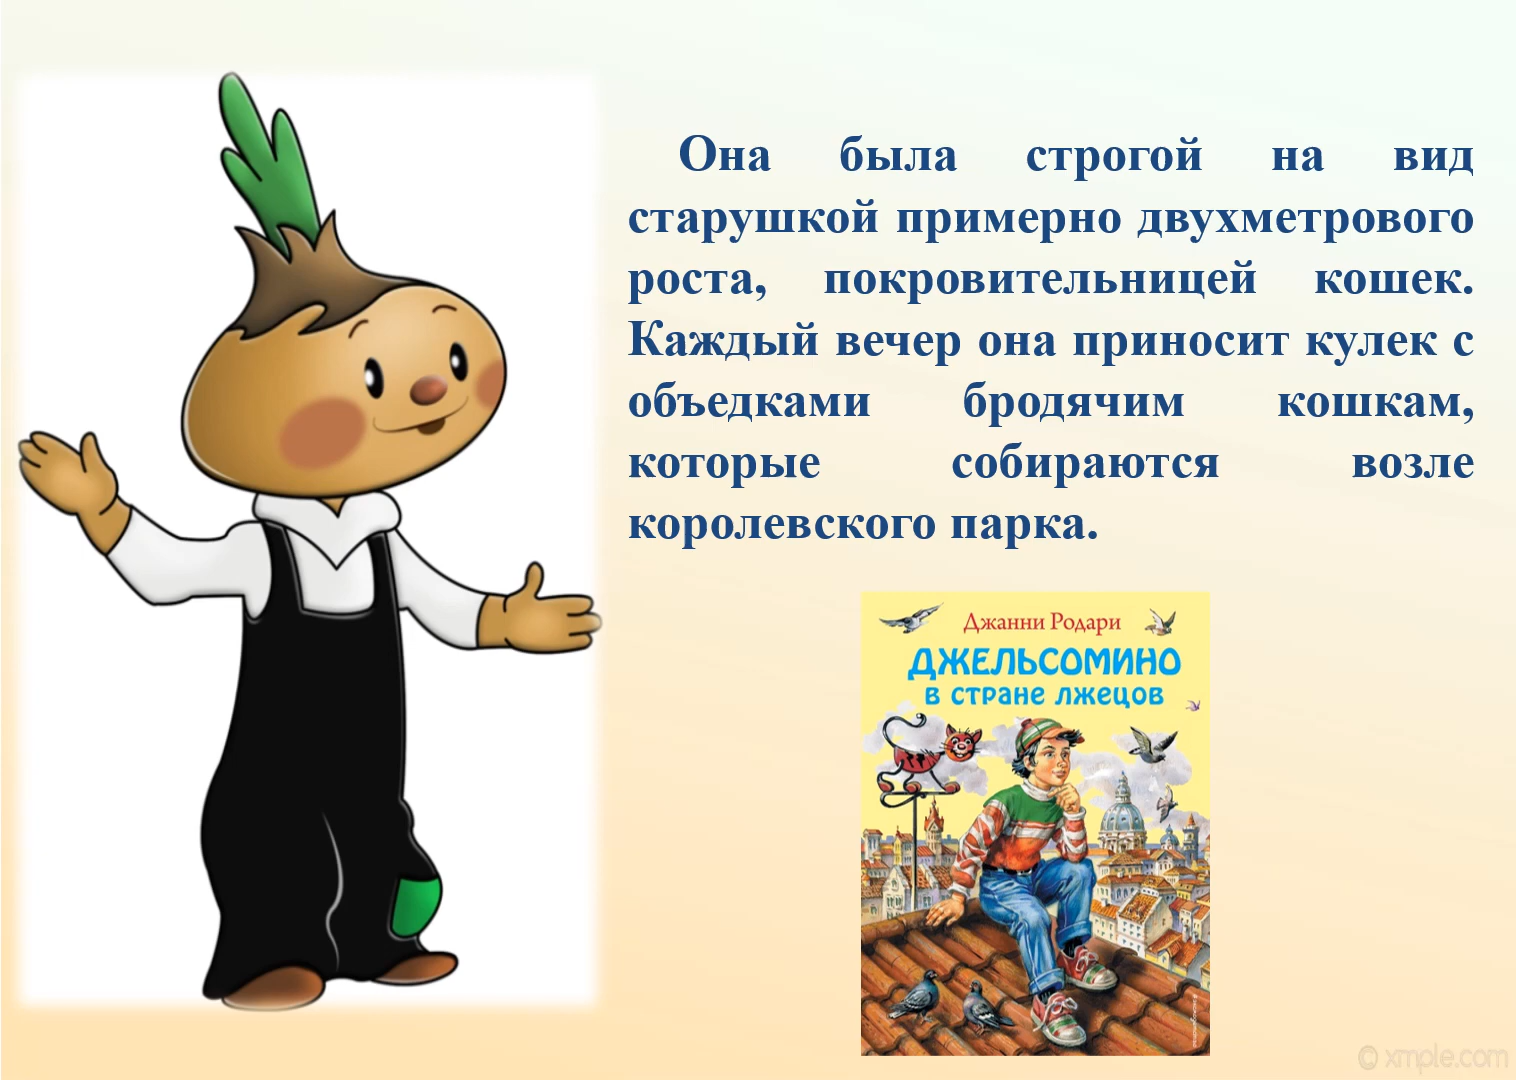 Она была строгой на вид
старушкой примерно двухметрового
роста, покровительницей кошек.
Каждый вечер она приносит кулек с
объедками бродячим кошкам,
которые собираются возле
королевского парка.
Джанни Родари
ДЖЕЛЬСОМИНО
в стране лжецов
© xmple.com